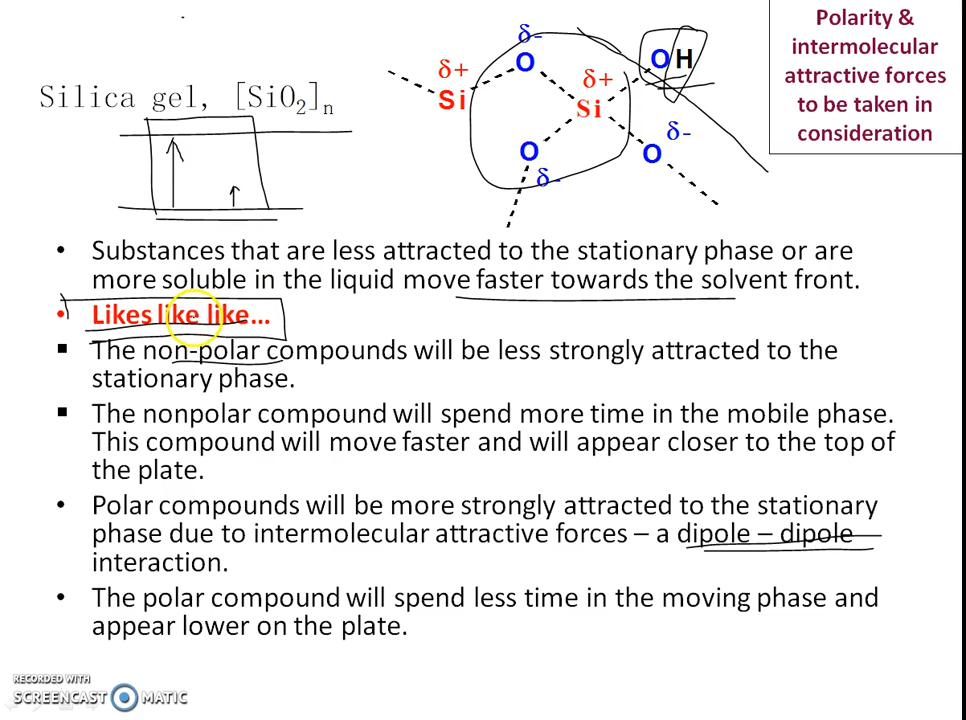 Polarity &
intermolecular
attractive forces
to be taken in
consideration
Silica gel, [SiO2]n
δ-
O
OH
δ+
Si
δ+
Si
δ-
O
O
δ-
• Substances that are less attracted to the stationary phase or are
more soluble in the liquid move faster towards the solvent front.
• Likes like like...
▪ The non-polar compounds will be less strongly attracted to the
stationary phase.
▪ The nonpolar compound will spend more time in the mobile phase.
This compound will move faster and will appear closer to the top of
the plate.
• Polar compounds will be more strongly attracted to the stationary
phase due to intermolecular attractive forces – a dipole – dipole
interaction.
• The polar compound will spend less time in the moving phase and
appear lower on the plate.
RECORDED WITH
SCREENCAST MATIC